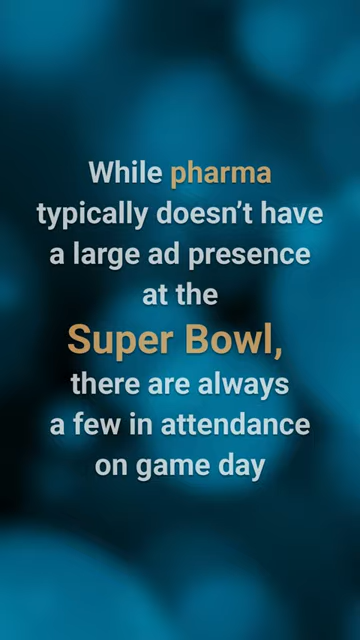 While pharma
typically doesn’t have
a large ad presence
at the
Super Bowl,
there are always
a few in attendance
on game day